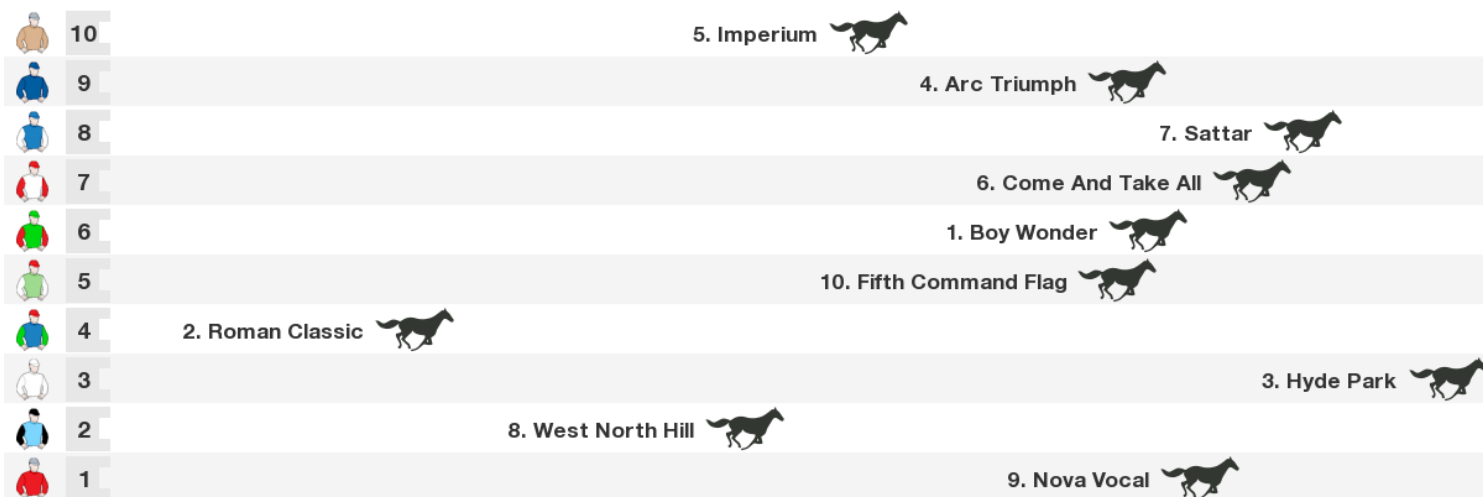 10 5. Imperium
9 4. Arc Triumph
8 7. Sattar
7 6. Come And Take All
6 1. Boy Wonder
5 10. Fifth Command Flag
4 2. Roman Classic
3 3. Hyde Park
2 8. West North Hill
1 9. Nova Vocal